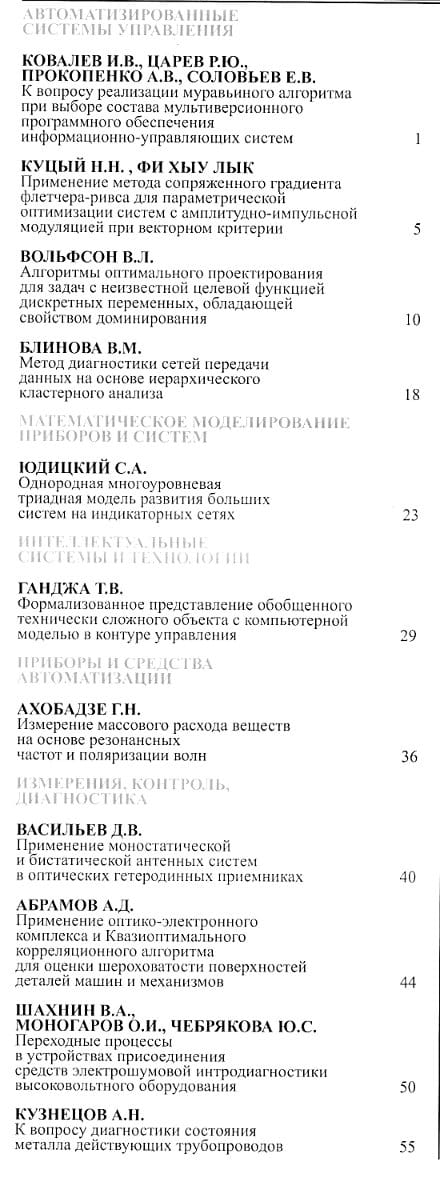 АВТОМАТИЗИРОВАННЫЕ
СИСТЕМЫ УПРАВЛЕНИЯ
КОВАЛЕВ И.В., ЦАРЕВ Р.Ю.,
ПРОКОПЕНКО А.В., СОЛОВЬЕВ Е.В.
К вопросу реализации муравьиного алгоритма
при выборе состава мультиверсионного
программного обеспечения
информационно-управляющих систем 1
КУЦЫЙ Н.Н. , ФИ ХЫУ ЛЫК
Применение метода сопряженного градиента
флетчера-ривса для параметрической
оптимизации систем с амплитудно-импульсной
модуляцией при векторном критерии 5
ВОЛЬФСОН В.Л.
Алгоритмы оптимального проектирования
для задач с неизвестной целевой функцией
дискретных переменных, обладающей
свойством доминирования 10
БЛИНОВА В.М.
Метод диагностики сетей передачи
данных на основе иерархического
кластерного анализа 18
МАТЕМАТИЧЕСКОЕ МОДЕЛИРОВАНИЕ
ПРИБОРОВ И СИСТЕМ
ЮДИЦКИЙ С.А.
Однородная многоуровневая
триадная модель развития больших
систем на индикаторных сетях 23
ИНТЕЛЛЕКТУАЛЬНЫЕ
СИСТЕМЫ И ТЕХНОЛОГИИ
ГАНДЖА Т.В.
Формализованное представление обобщенного
технически сложного объекта с компьютерной
моделью в контуре управления 29
ПРИБОРЫ И СРЕДСТВА
АВТОМАТИЗАЦИИ
АХОБАДЗЕ Г.Н.
Измерение массового расхода веществ
на основе резонансных
частот и поляризации волн 36
ИЗМЕРЕНИЯ, КОНТРОЛЬ,
ДИАГНОСТИКА
ВАСИЛЬЕВ Д.В.
Применение моностатической
и бистатической антенных систем
в оптических гетеродинных приемниках 40
АБРАМОВ А.Д.
Применение оптико-электронного
комплекса и Квазиоптимального
корреляционного алгоритма
для оценки шероховатости поверхностей
деталей машин и механизмов 44
ШАХНИН В.А.,
МОНОГАРОВ О.И., ЧЕБРЯКОВА Ю.С.
Переходные процессы
в устройствах присоединения
средств электрошумовой интродиагностики
высоковольтного оборудования 50
КУЗНЕЦОВ А.Н.
К вопросу диагностики состояния
металла действующих трубопроводов 55